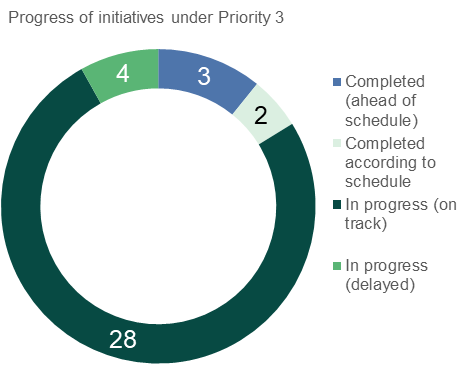 Progress of initiatives under Priority 3
4
3
2
28
Completed
(ahead of
schedule)
Completed
according to
schedule
In progress (on
track)
In progress
(delayed)